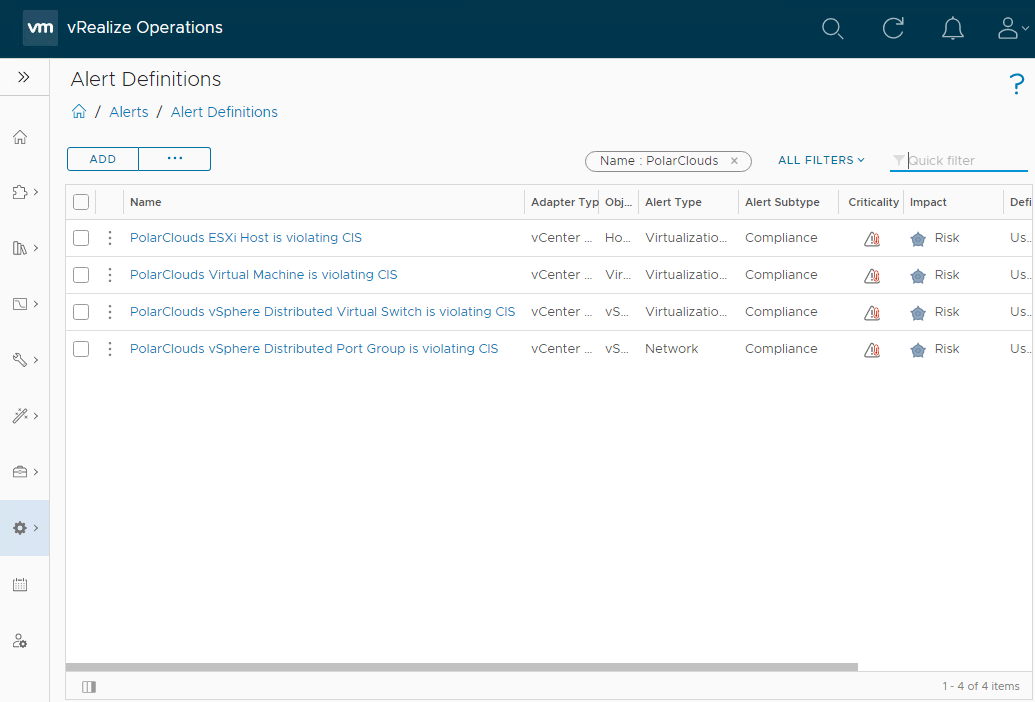 vm vRealize Operations
Alert Definitions
?
/ Alerts / Alert Definitions
ADD ...
Name : PolarClouds × ALL FILTERS Quick filter
Name Adapter Typ Obj... Alert Type Alert Subtype Criticality Impact Defi
PolarClouds ESXi Host is violating CIS vCenter ... Ho... Virtualizatio... Compliance Risk Us...
PolarClouds Virtual Machine is violating CIS vCenter ... Vir... Virtualizatio... Compliance Risk Us...
PolarClouds vSphere Distributed Virtual Switch is violating CIS vCenter ... vS... Virtualizatio... Compliance Risk Us...
PolarClouds vSphere Distributed Port Group is violating CIS vCenter ... vS... Network Compliance Risk Us...
1 - 4 of 4 items